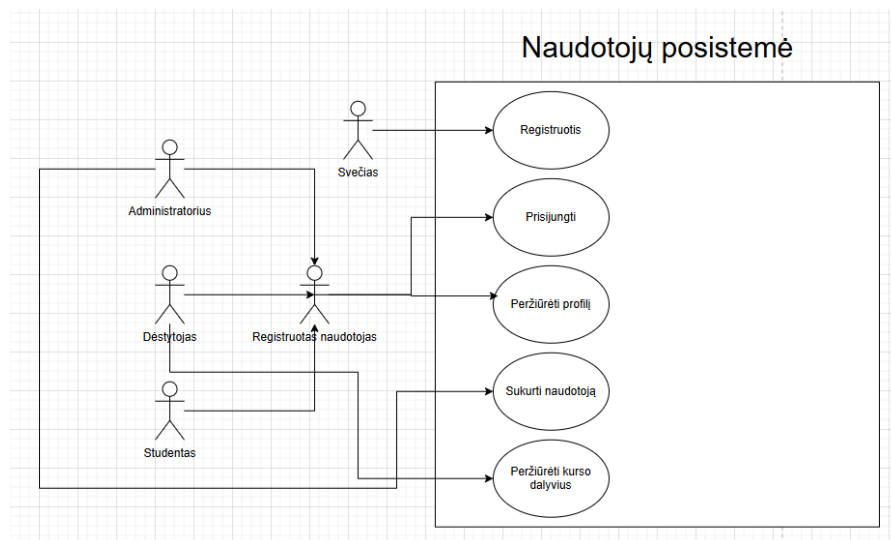 Naudotojų posistemė
Registruotis
Svečias
Administratorius
Prisijungti
Peržiūrėti profilį
Dėstytojas
Registruotas naudotojas
Sukurti naudotoją
Studentas
Peržiūrėti kurso
dalyvius